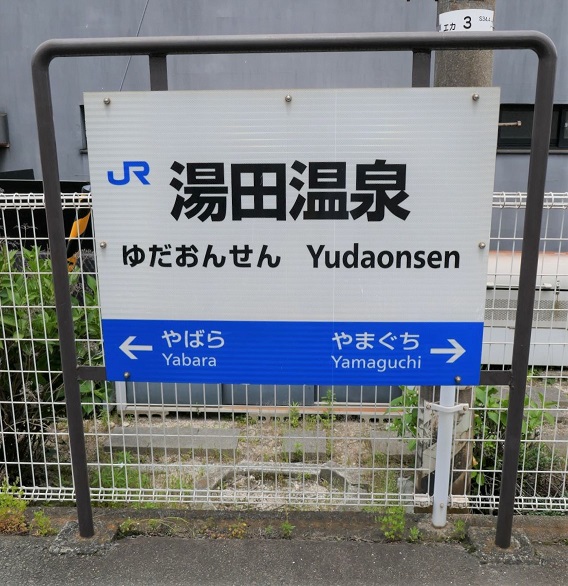 エカ 3
JR 湯田温泉
ゆだおんせん Yudaonsen
← やばら やまぐち →
Yabara Yamaguchi